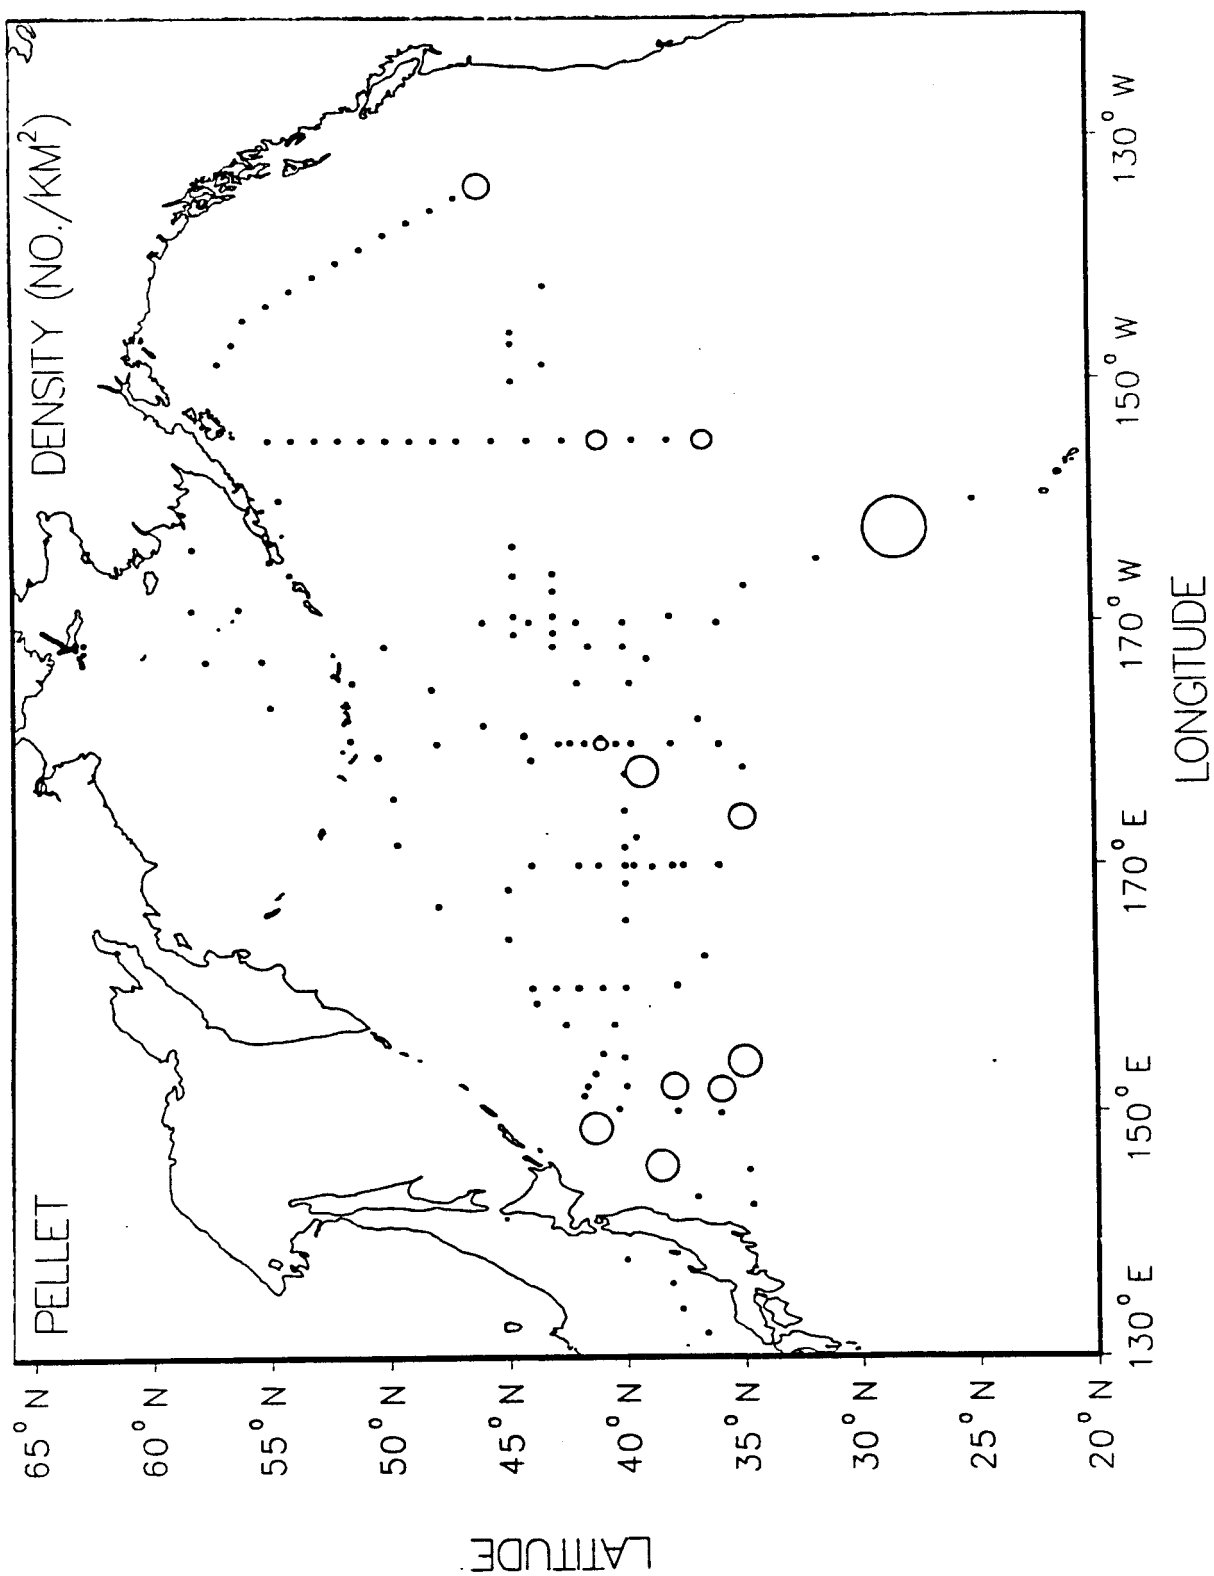 PELLET DENSITY (NO./KM²)
65° N
60° N
55° N
50° N
45° N
40° N
35° N
30° N
25° N
20° N
130° E
150° E
170° E
170° W
150° W
130° W
LATITUDE
LONGITUDE